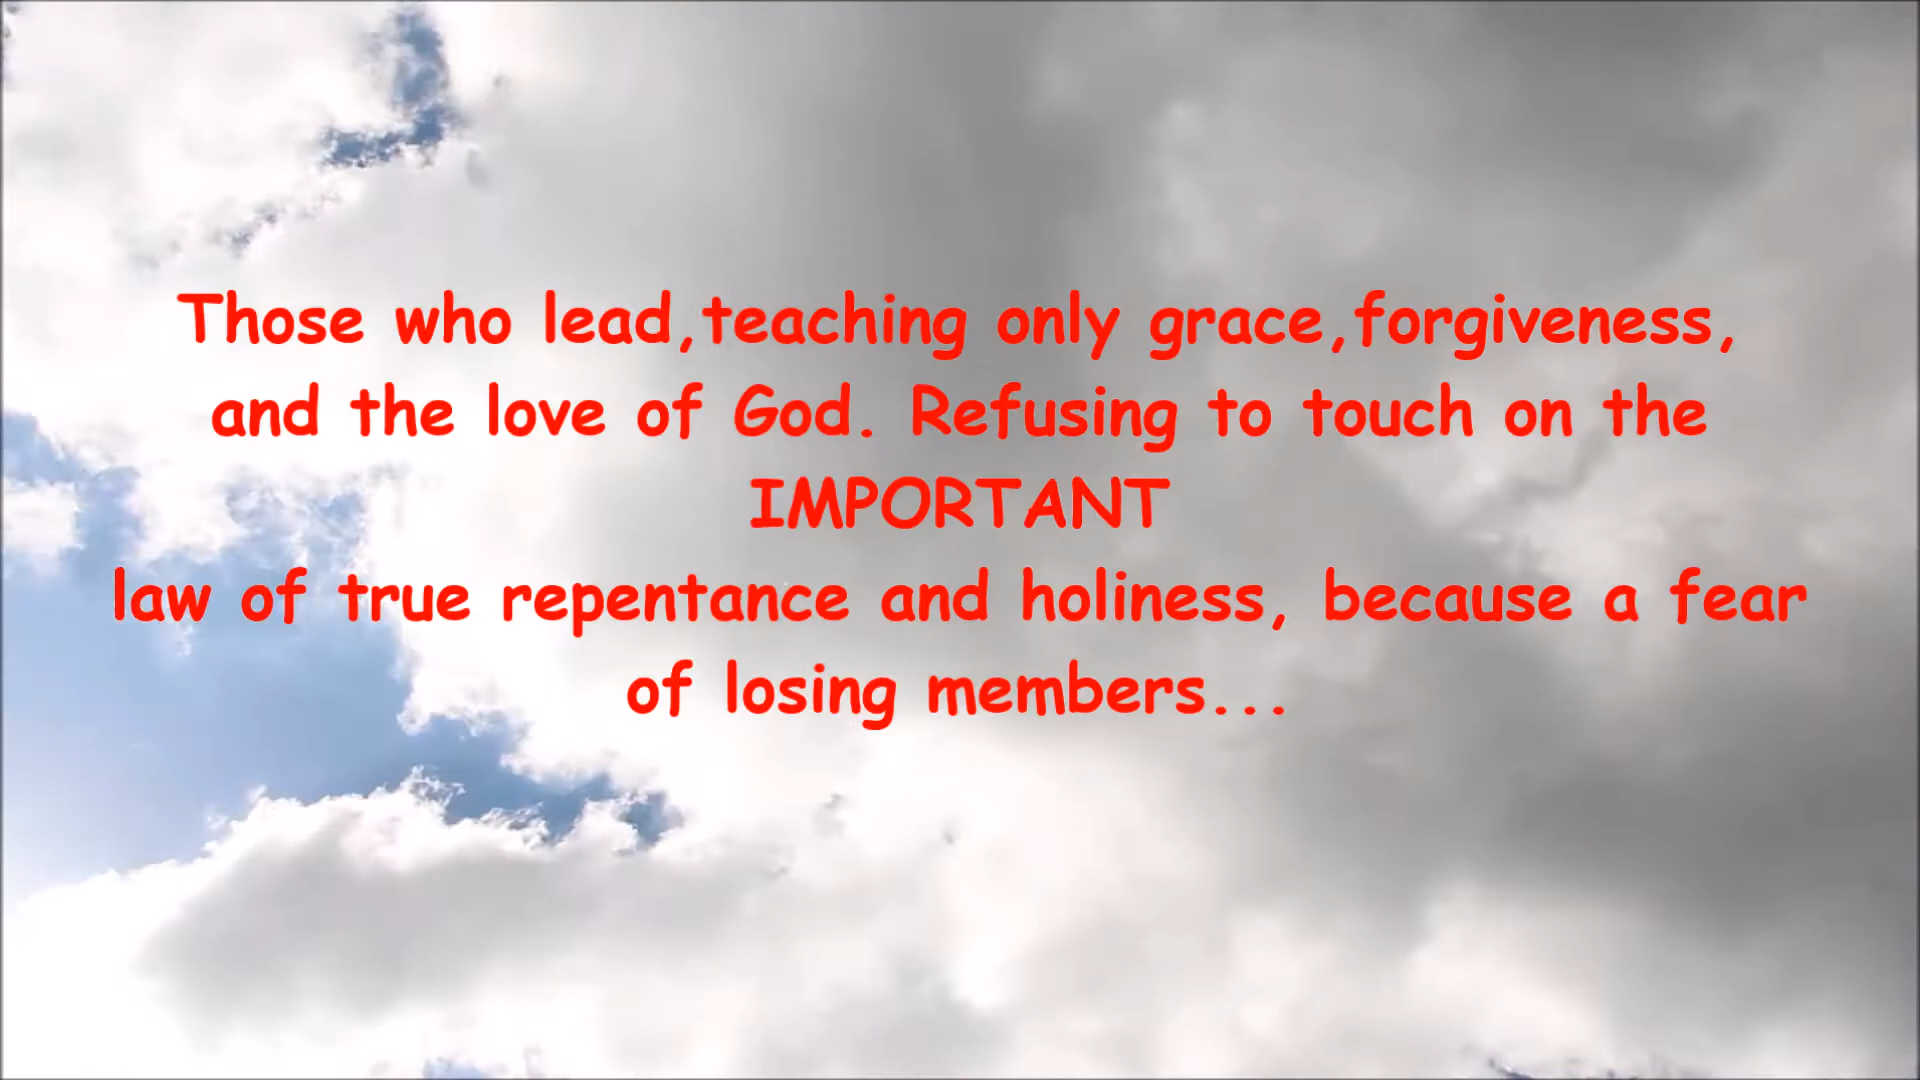 Those who lead,teaching only grace,forgiveness,
and the love of God. Refusing to touch on the
IMPORTANT
law of true repentance and holiness, because a fear
of losing members...